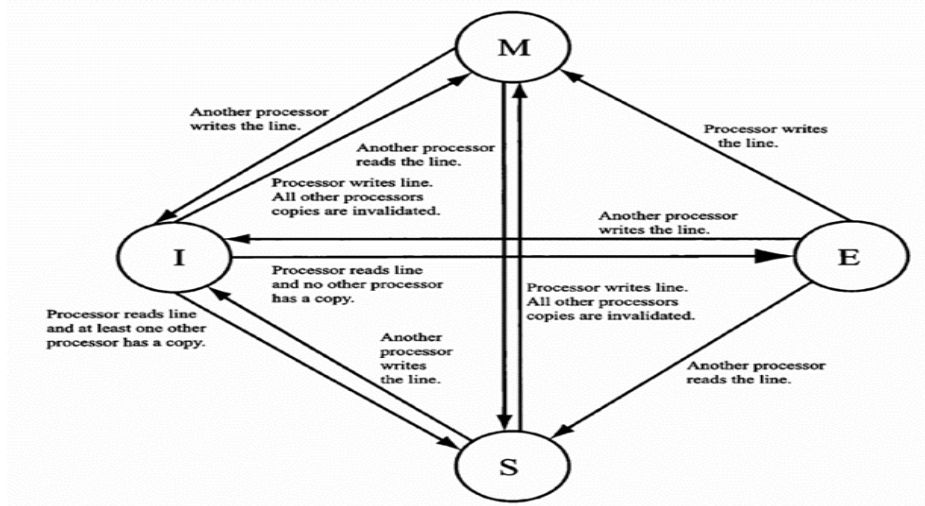 M
Another processor
writes the line.
Processor writes
the line.
Another processor
reads the line.
Processor writes line.
All other processors
copies are invalidated.
Another processor
writes the line.
I
E
Processor reads line
and no other processor
has a copy.
Processor writes line.
All other processors
copies are invalidated.
Processor reads line
and at least one other
processor has a copy.
Another
processor
writes
the line.
Another processor
reads the line.
S